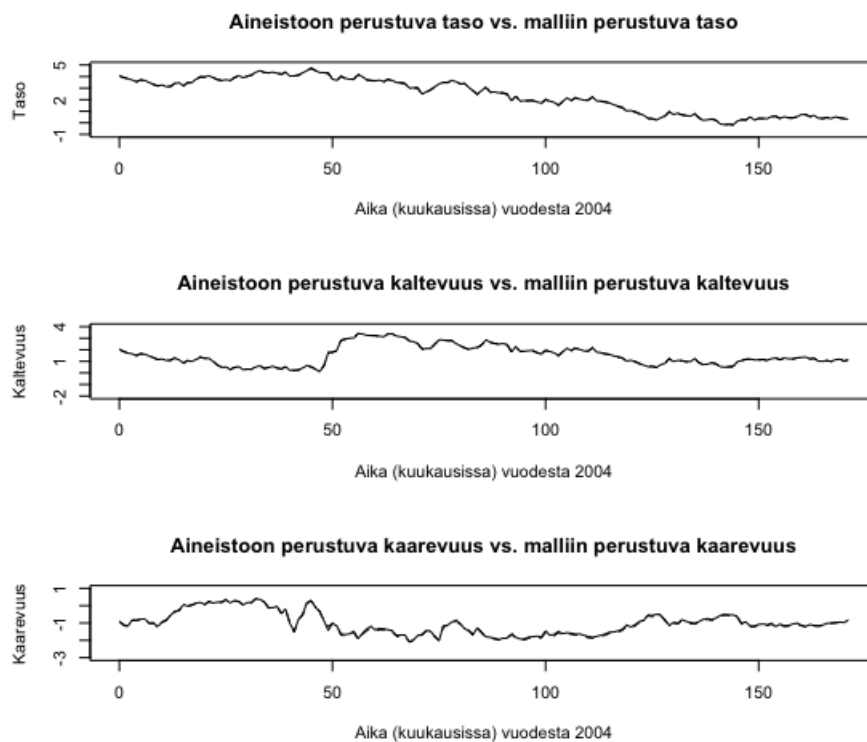 Aineistoon perustuva taso vs. malliin perustuva taso
Taso
5
2
-1
0 50 100 150
Aika (kuukausissa) vuodesta 2004
Aineistoon perustuva kaltevuus vs. malliin perustuva kaltevuus
Kaltevuus
4
1
-2
0 50 100 150
Aika (kuukausissa) vuodesta 2004
Aineistoon perustuva kaarevuus vs. malliin perustuva kaarevuus
Kaarevuus
1
-1
-3
0 50 100 150
Aika (kuukausissa) vuodesta 2004